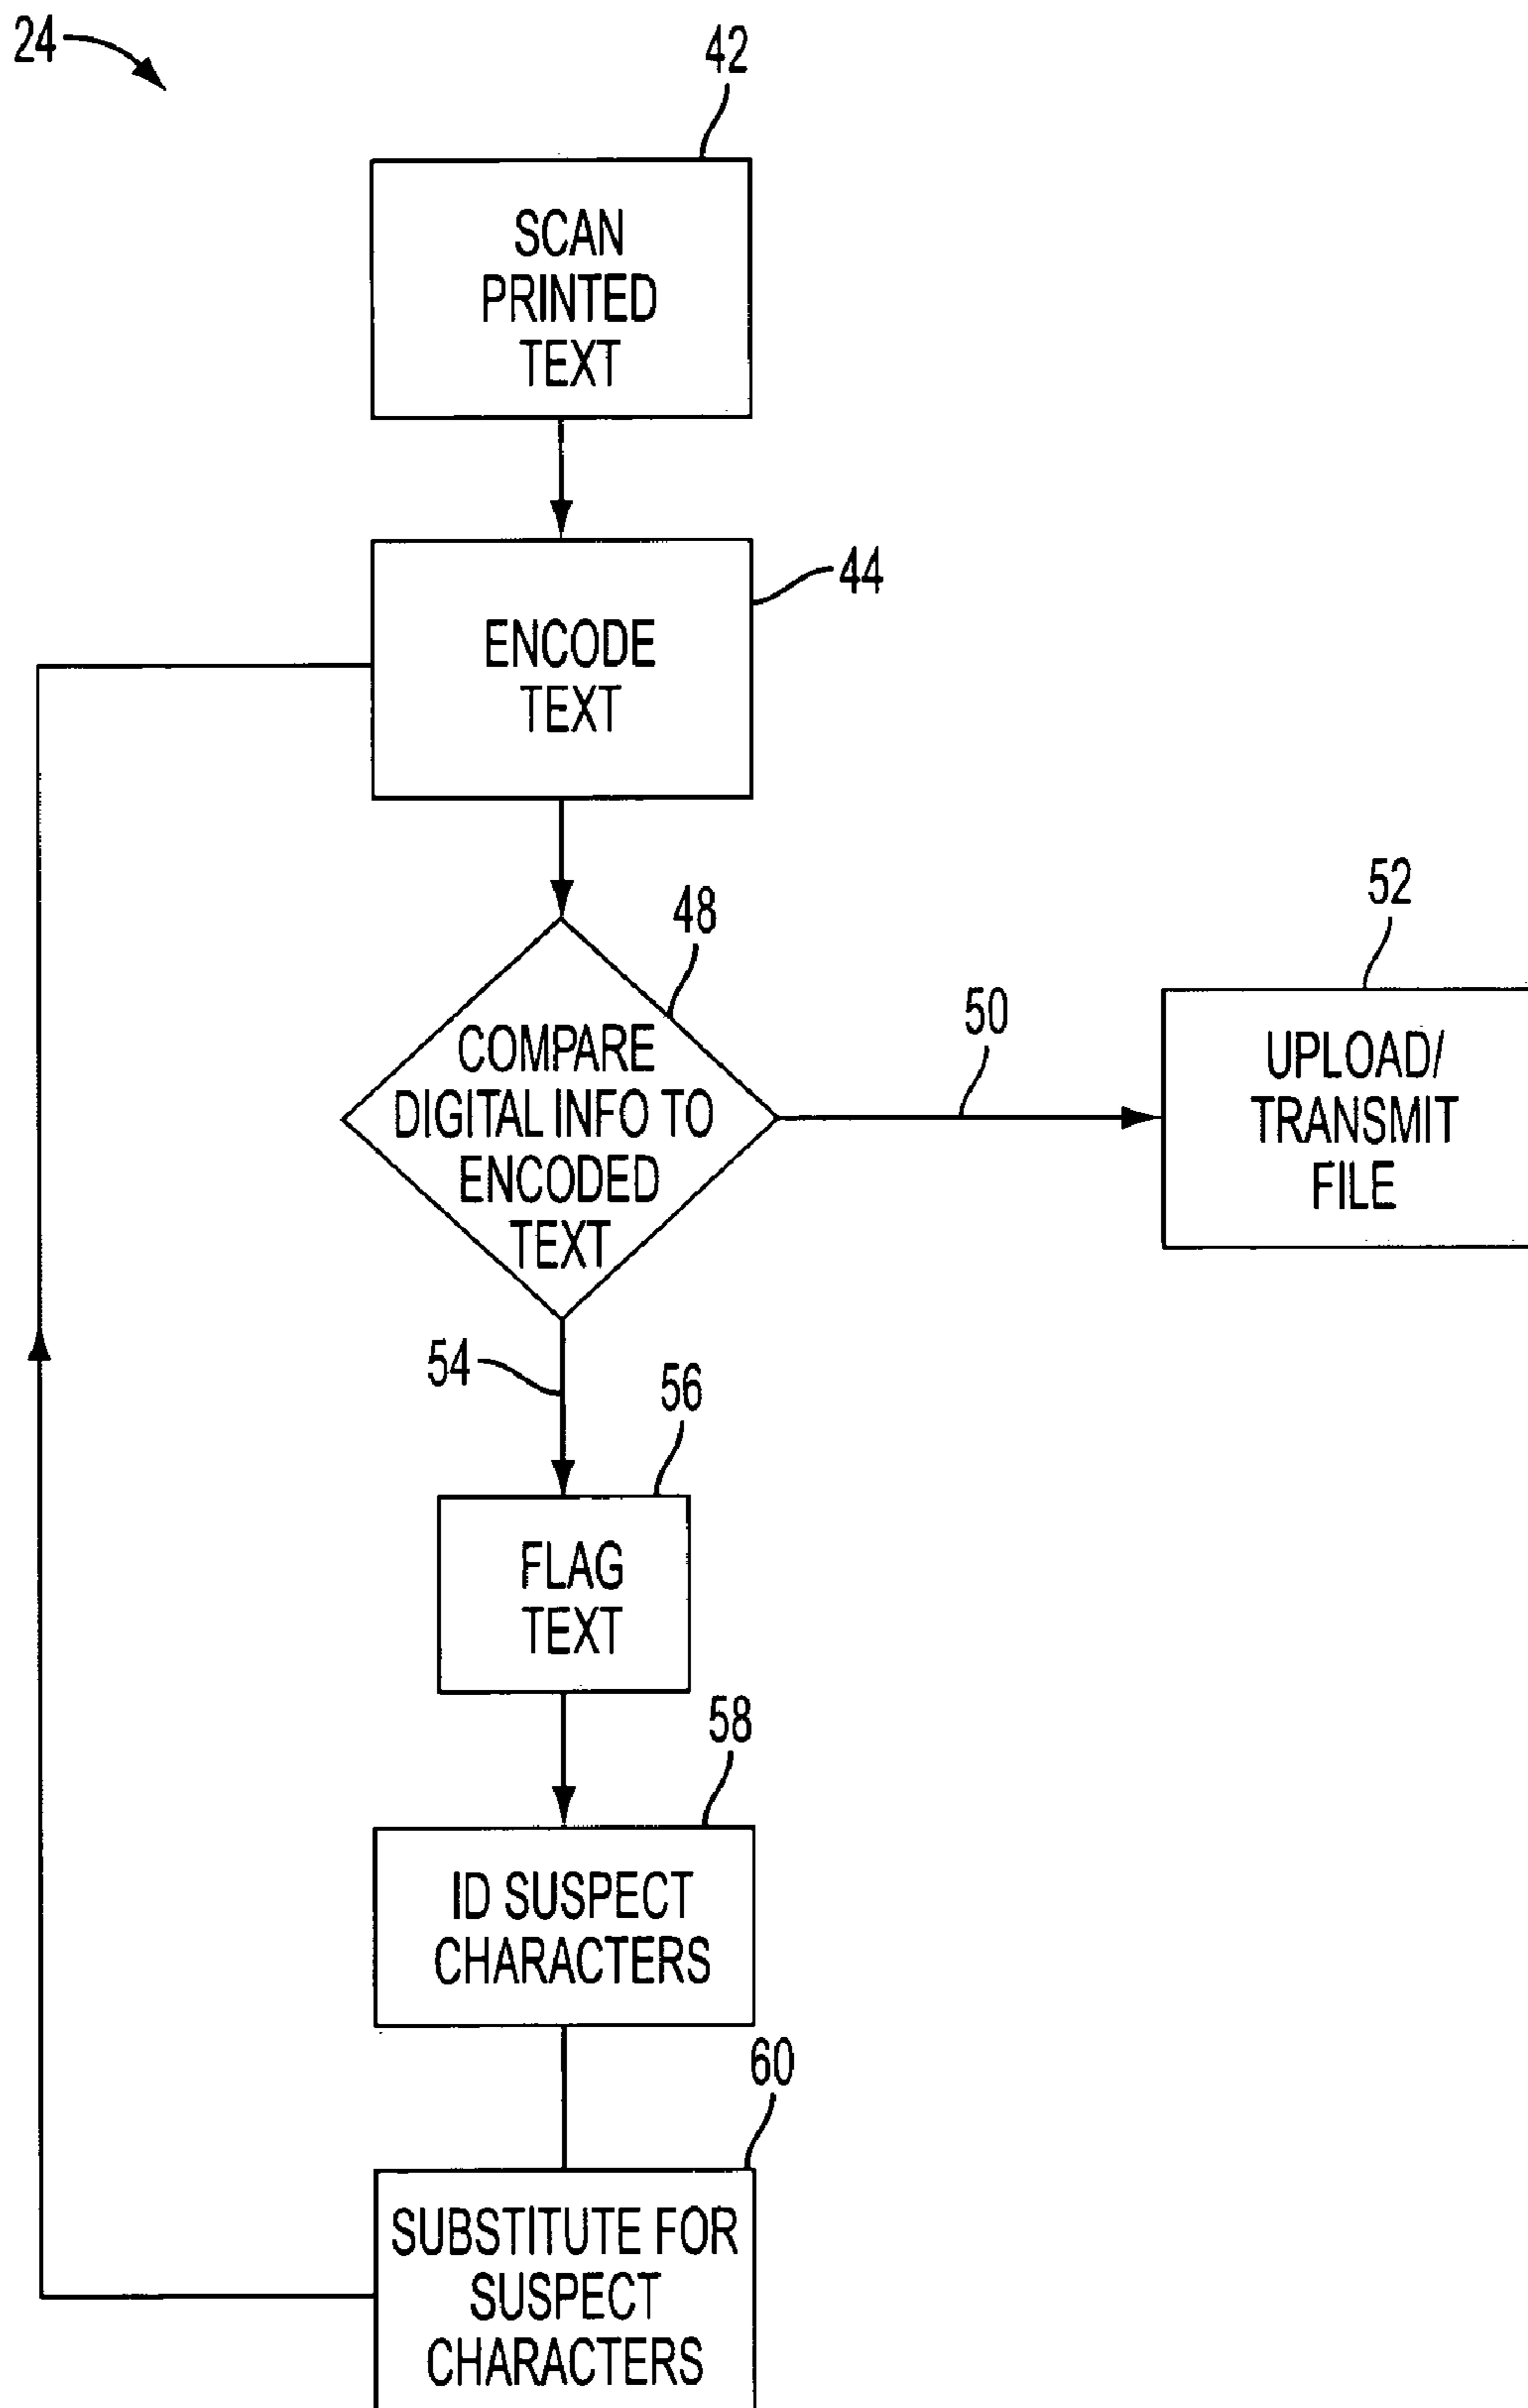 24
42
SCAN
PRINTED
TEXT
44
ENCODE
TEXT
48
COMPARE
DIGITAL INFO TO
ENCODED
TEXT
50
52
UPLOAD/
TRANSMIT
FILE
54
56
FLAG
TEXT
58
ID SUSPECT
CHARACTERS
60
SUBSTITUTE FOR
SUSPECT
CHARACTERS